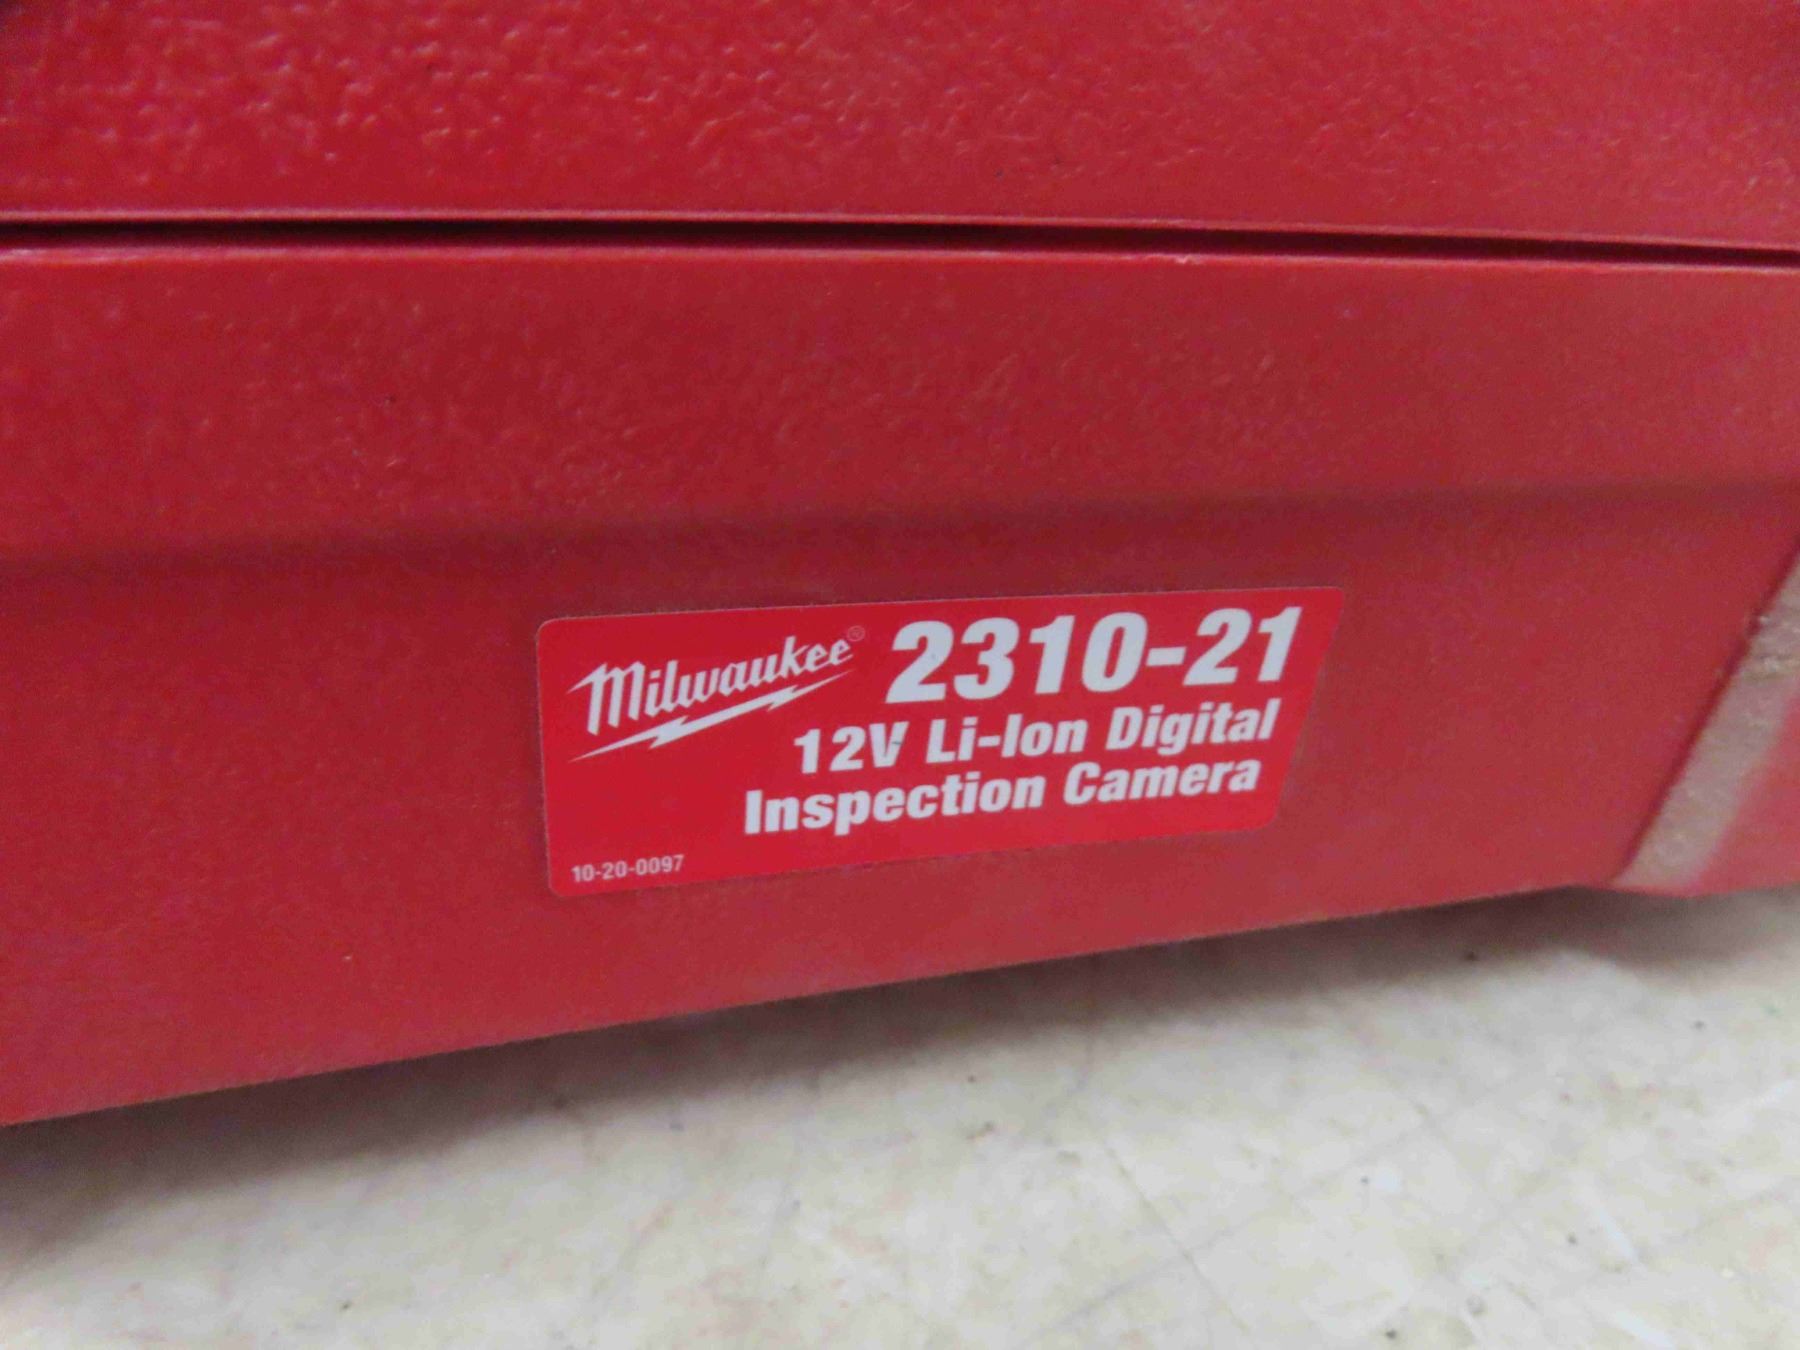 Milwaukee® 2310-21
12V Li-Ion Digital
Inspection Camera
10-20-0097